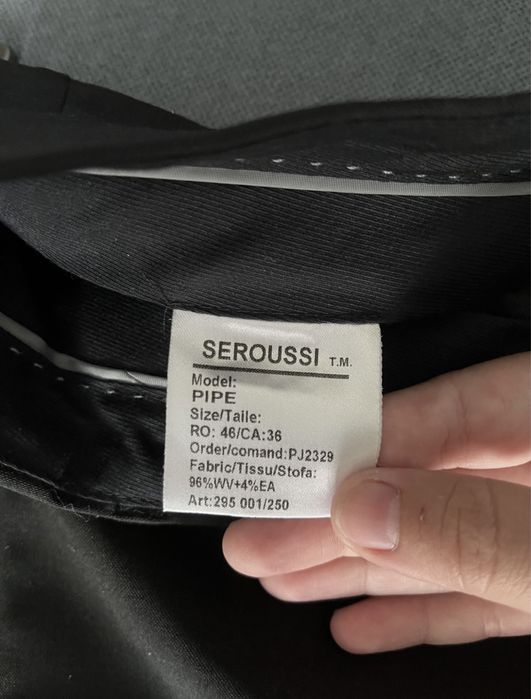 SEROUSSI T.M.
Model:
PIPE
Size/Taile:
RO: 46/CA:36
Order/comand:PJ2329
Fabric/Tissu/Stofa:
96%WV+4%EA
Art:295 001/250